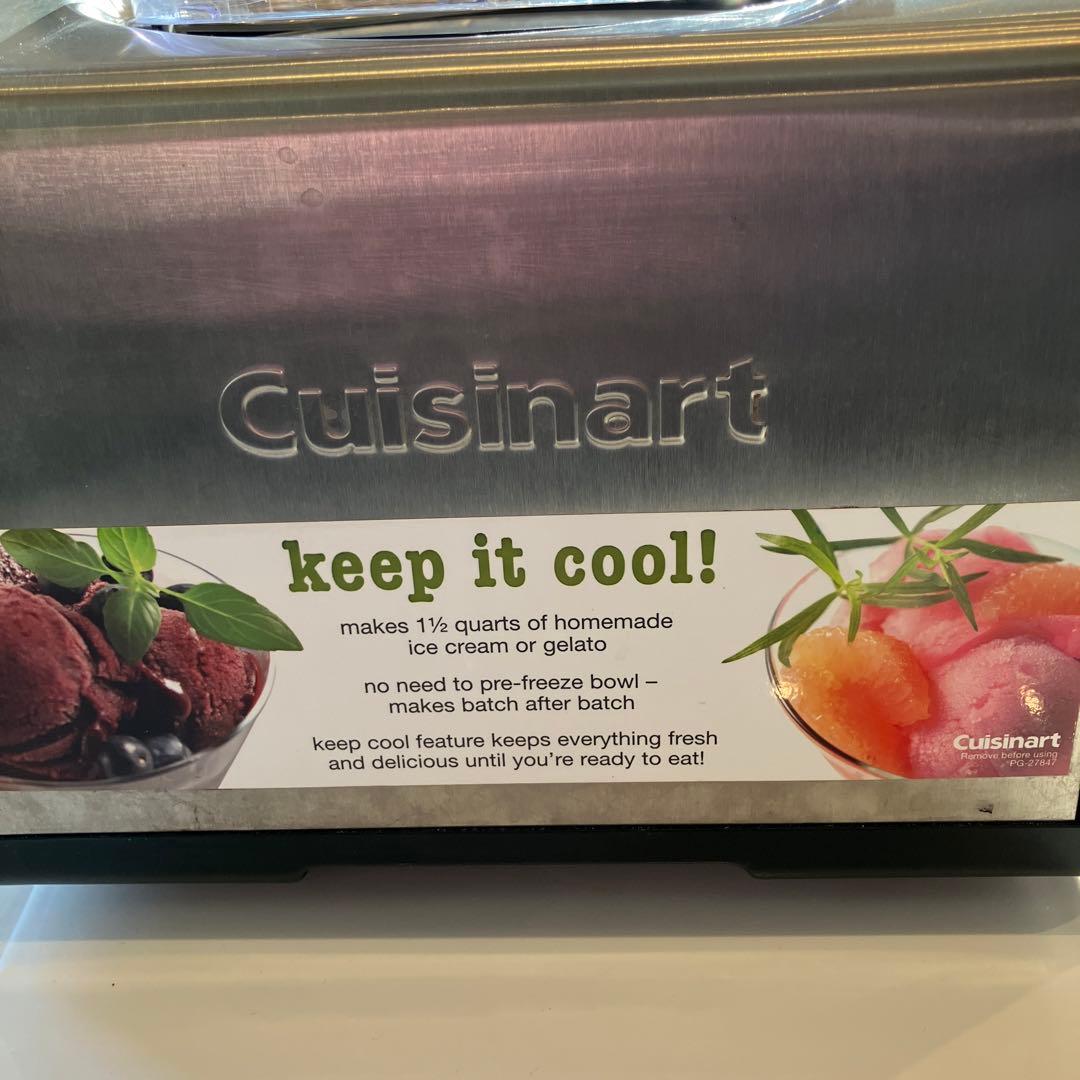 Cuisinart
keep it cool!
makes 1½ quarts of homemade
ice cream or gelato
no need to pre-freeze bowl –
makes batch after batch
keep cool feature keeps everything fresh
and delicious until you're ready to eat!
Cuisinart
Remove before using
PG-27847